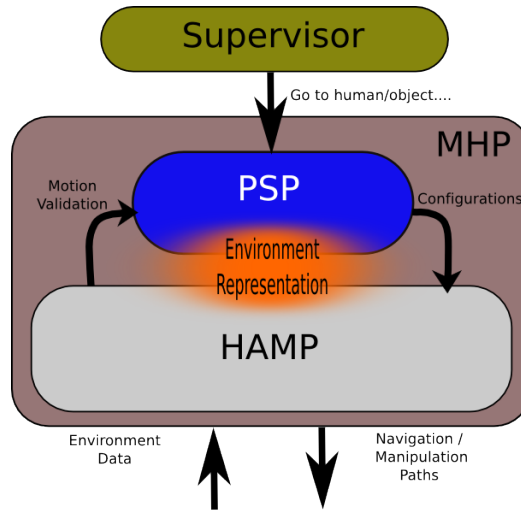 Supervisor
Go to human/object....
MHP
Motion
Validation
PSP
Configurations
Environment
Representation
HAMP
Environment
Data
Navigation /
Manipulation
Paths